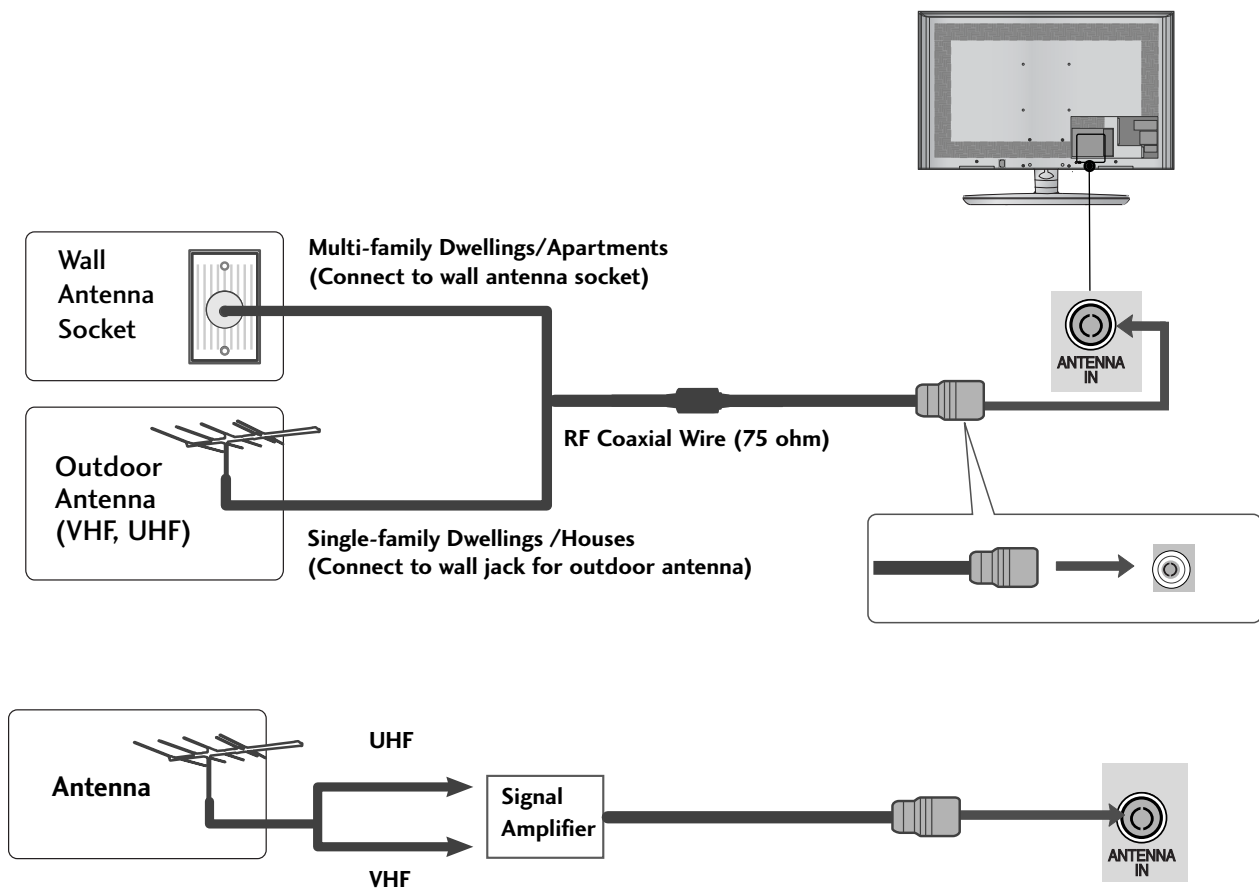 Wall
Antenna
Socket
Multi-family Dwellings/Apartments
(Connect to wall antenna socket)
ANTENNA
IN
RF Coaxial Wire (75 ohm)
Outdoor
Antenna
(VHF, UHF)
Single-family Dwellings /Houses
(Connect to wall jack for outdoor antenna)
Antenna
UHF
VHF
Signal
Amplifier
ANTENNA
IN